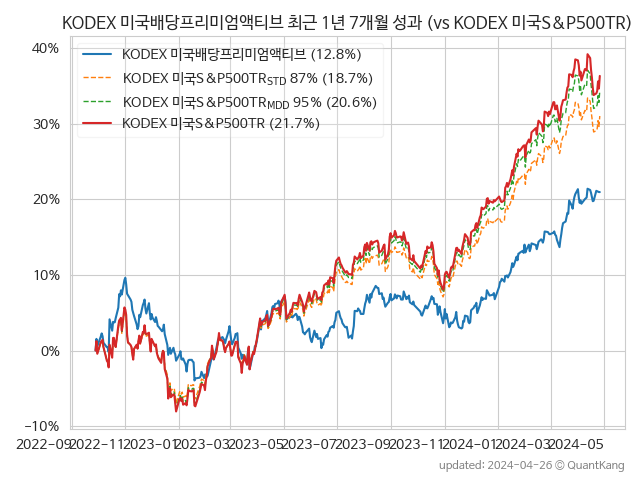 KODEX 미국배당프리미엄액티브 최근 1년 7개월 성과 (vs KODEX 미국S&P500TR)
KODEX 미국배당프리미엄액티브 (12.8%)
KODEX 미국S&P500TR_STD 87% (18.7%)
KODEX 미국S&P500TR_MDD 95% (20.6%)
KODEX 미국S&P500TR (21.7%)
40%
30%
20%
10%
0%
−10%
2022-09 2022-11 2023-01 2023-03 2023-05 2023-07 2023-09 2023-11 2024-01 2024-03 2024-05
updated: 2024-04-26 © QuantKang